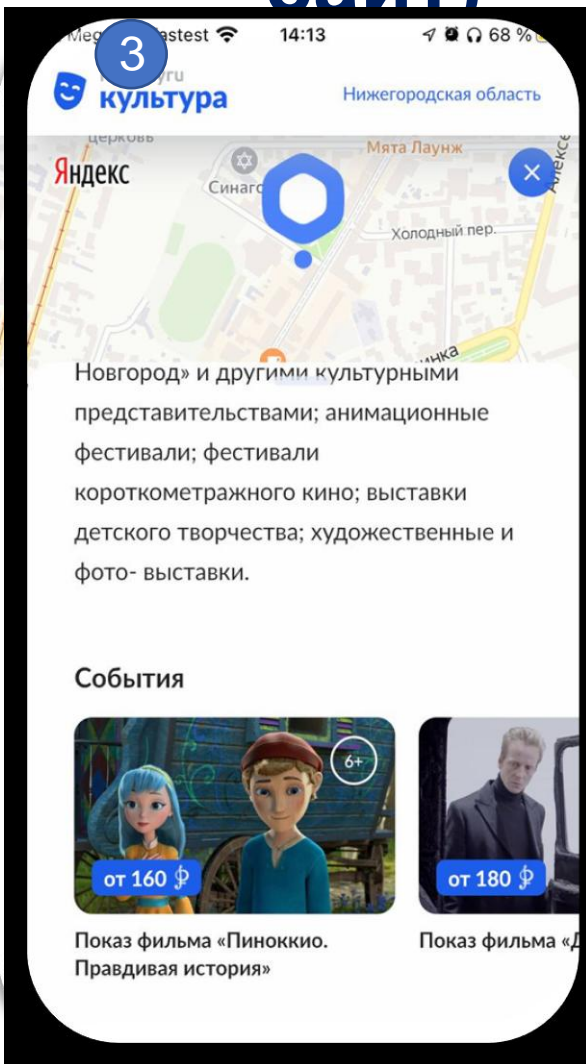 3
14:13
68 %
культура
Нижегородская область
церковь
Мята Лаунж
Яндекс
Холодный пер.
Новгород» и другими культурными
представительствами; анимационные
фестивали; фестивали
короткометражного кино; выставки
детского творчества; художественные и
фото- выставки.
События
6+
от 160
от 180
Показ фильма «Пиноккио.
Правдивая история»
Показ фильма «Д